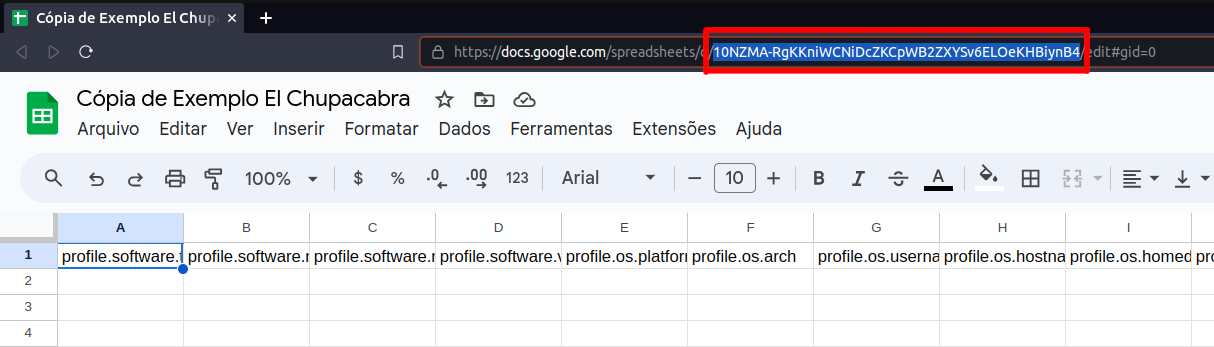 Cópia de Exemplo El Chup
https://docs.google.com/spreadsheets/d/10NZMA-RgKKniWCNiDcZKCpWB2ZXYSv6ELOeKHBiynB4/edit#gid=0
Cópia de Exemplo El Chupacabra
Arquivo Editar Ver Inserir Formatar Dados Ferramentas Extensões Ajuda
100% $ % .0 .00 123 Arial 10 B I S A
A B C D E F G H I
1 profile.software. profile.software.r profile.software.r profile.software.v profile.os.platforn profile.os.arch profile.os.userna profile.os.hostna profile.os.homed
2
3
4